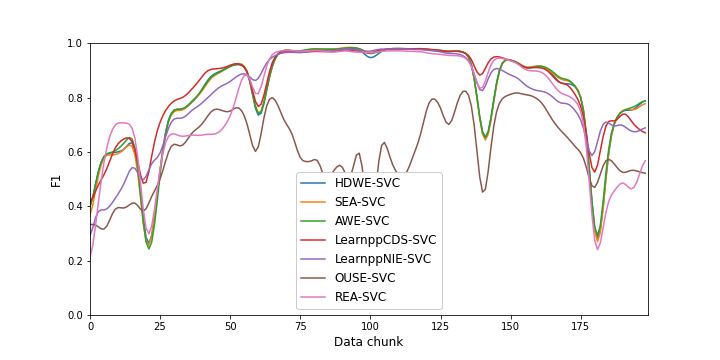 1.0
0.8
0.6
0.4
0.2
0.0
F1
0 25 50 75 100 125 150 175
Data chunk
HDWE-SVC
SEA-SVC
AWE-SVC
LearnppCDS-SVC
LearnppNIE-SVC
OUSE-SVC
REA-SVC